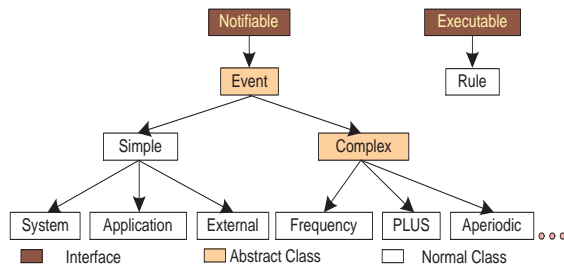 Notifiable Executable
Event Rule
Simple Complex
System Application External Frequency PLUS Aperiodic
Interface Abstract Class Normal Class